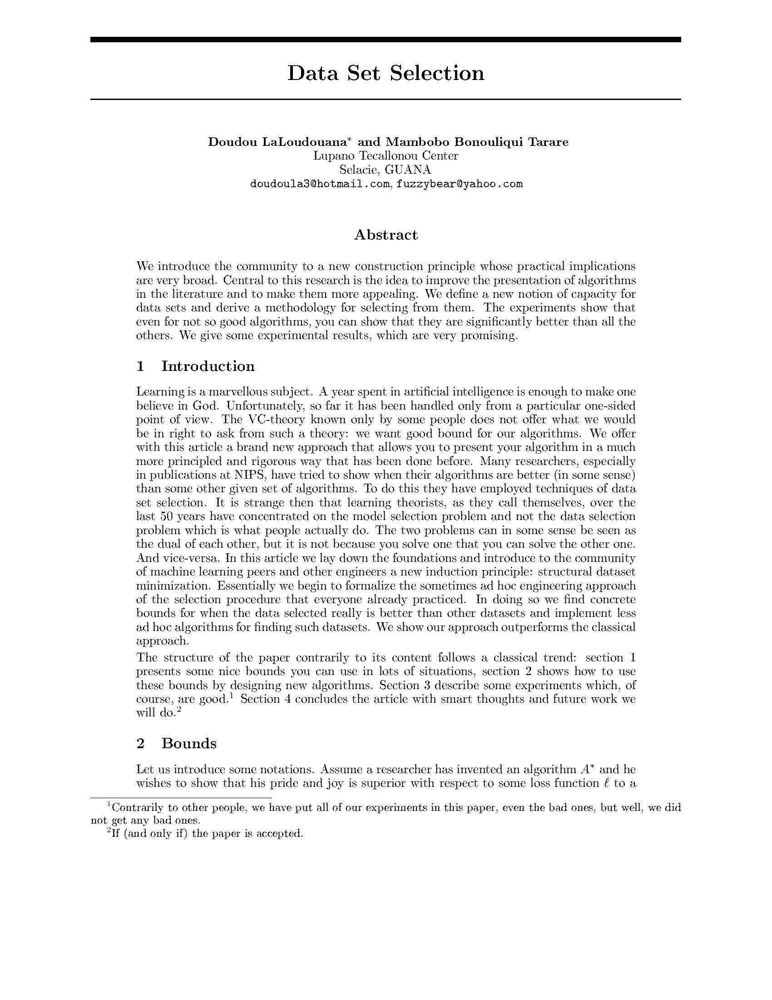 Data Set Selection
Doudou LaLoudouana* and Mambobo Bonouliqui Tarare
Lupano Tecallonou Center
Selacie, GUANA
doudoula3@hotmail.com, fuzzybear@yahoo.com
Abstract
We introduce the community to a new construction principle whose practical implications
are very broad. Central to this research is the idea to improve the presentation of algorithms
in the literature and to make them more appealing. We define a new notion of capacity for
data sets and derive a methodology for selecting from them. The experiments show that
even for not so good algorithms, you can show that they are significantly better than all the
others. We give some experimental results, which are very promising.
1 Introduction
Learning is a marvellous subject. A year spent in artificial intelligence is enough to make one
believe in God. Unfortunately, so far it has been handled only from a particular one-sided
point of view. The VC-theory known only by some people does not offer what we would
be in right to ask from such a theory: we want good bound for our algorithms. We offer
with this article a brand new approach that allows you to present your algorithm in a much
more principled and rigorous way that has been done before. Many researchers, especially
in publications at NIPS, have tried to show when their algorithms are better (in some sense)
than some other given set of algorithms. To do this they have employed techniques of data
set selection. It is strange then that learning theorists, as they call themselves, over the
last 50 years have concentrated on the model selection problem and not the data selection
problem which is what people actually do. The two problems can in some sense be seen as
the dual of each other, but it is not because you solve one that you can solve the other one.
And vice-versa. In this article we lay down the foundations and introduce to the community
of machine learning peers and other engineers a new induction principle: structural dataset
minimization. Essentially we begin to formalize the sometimes ad hoc engineering approach
of the selection procedure that everyone already practiced. In doing so we find concrete
bounds for when the data selected really is better than other datasets and implement less
ad hoc algorithms for finding such datasets. We show our approach outperforms the classical
approach.
The structure of the paper contrarily to its content follows a classical trend: section 1
presents some nice bounds you can use in lots of situations, section 2 shows how to use
these bounds by designing new algorithms. Section 3 describe some experiments which, of
course, are good.¹ Section 4 concludes the article with smart thoughts and future work we
will do.²
2 Bounds
Let us introduce some notations. Assume a researcher has invented an algorithm A* and he
wishes to show that his pride and joy is superior with respect to some loss function ℓ to a
¹Contrarily to other people, we have put all of our experiments in this paper, even the bad ones, but well, we did
not get any bad ones.
²If (and only if) the paper is accepted.